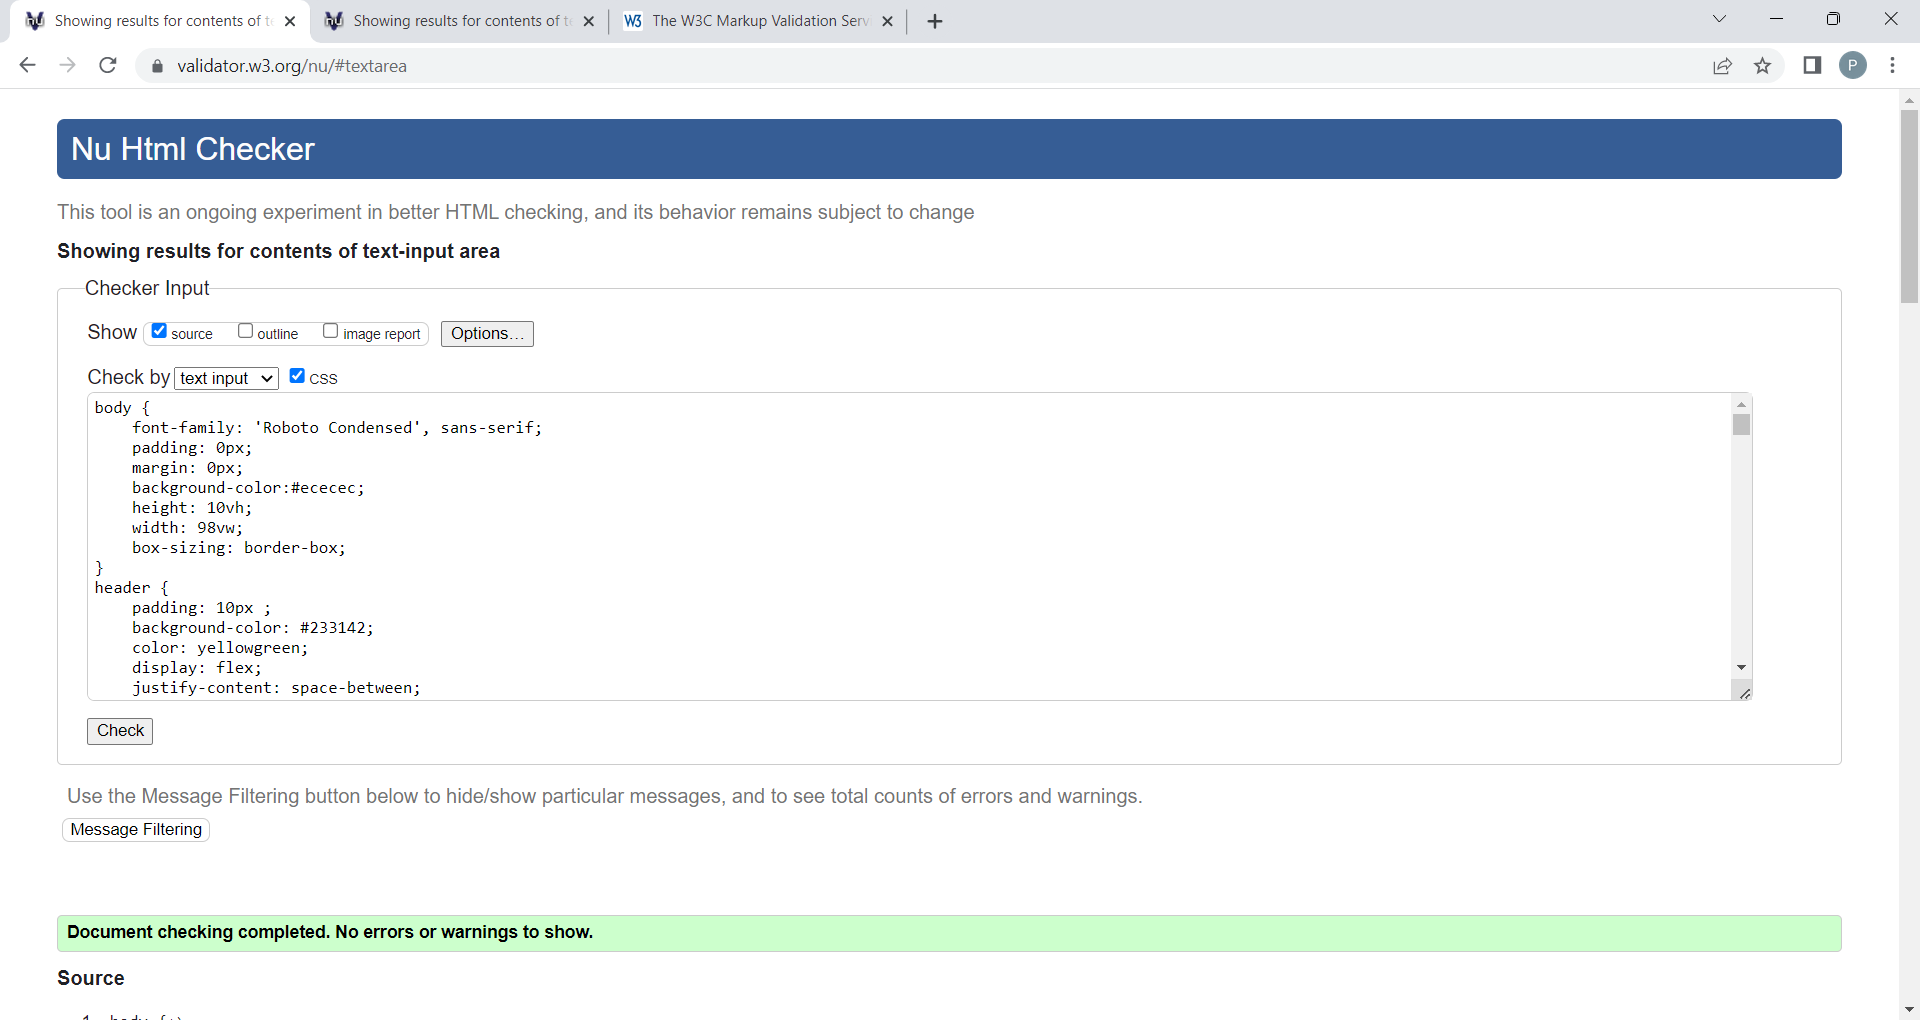 Showing results for contents of t
Showing results for contents of t
The W3C Markup Validation Serv
validator.w3.org/nu/#textarea
P
Nu Html Checker
This tool is an ongoing experiment in better HTML checking, and its behavior remains subject to change
Showing results for contents of text-input area
Checker Input
Show source outline image report Options...
Check by text input CSS
body {
    font-family: 'Roboto Condensed', sans-serif;
    padding: 0px;
    margin: 0px;
    background-color:#ececec;
    height: 10vh;
    width: 98vw;
    box-sizing: border-box;
}
header {
    padding: 10px ;
    background-color: #233142;
    color: yellowgreen;
    display: flex;
    justify-content: space-between;
Check
Use the Message Filtering button below to hide/show particular messages, and to see total counts of errors and warnings.
Message Filtering
Document checking completed. No errors or warnings to show.
Source